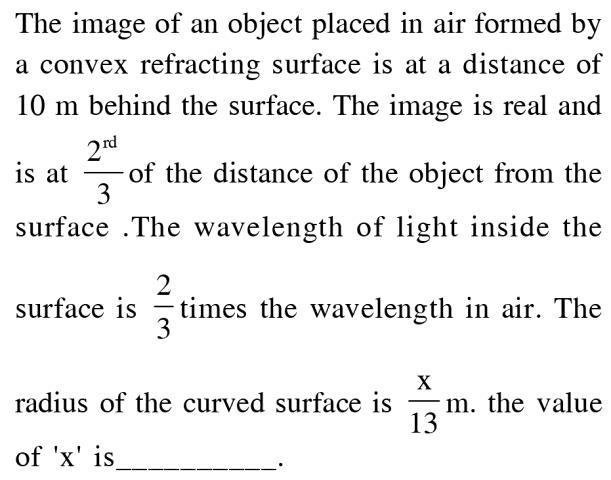 The image of an object placed in air formed by
a convex refracting surface is at a distance of
10 m behind the surface. The image is real and
is at 2rd/3 of the distance of the object from the
surface .The wavelength of light inside the
surface is 2/3 times the wavelength in air. The
radius of the curved surface is x/13 m. the value
of 'x' is__________.